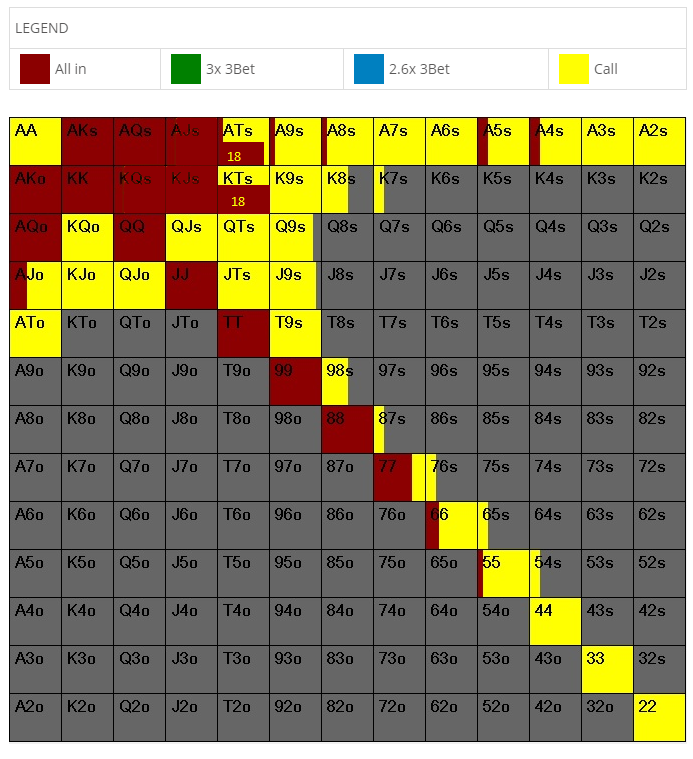 LEGEND
All in 3x 3Bet 2.6x 3Bet Call
AA AKs AQs AJs ATs A9s A8s A7s A6s A5s A4s A3s A2s
18
AKo KK KQs KJs KTs K9s K8s K7s K6s K5s K4s K3s K2s
18
AQo KQo QQ QJs QTs Q9s Q8s Q7s Q6s Q5s Q4s Q3s Q2s
AJo KJo QJo JJ JTs J9s J8s J7s J6s J5s J4s J3s J2s
ATo KTo QTo JTo TT T9s T8s T7s T6s T5s T4s T3s T2s
A9o K9o Q9o J9o T9o 99 98s 97s 96s 95s 94s 93s 92s
A8o K8o Q8o J8o T8o 98o 88 87s 86s 85s 84s 83s 82s
A7o K7o Q7o J7o T7o 97o 87o 77 76s 75s 74s 73s 72s
A6o K6o Q6o J6o T6o 96o 86o 76o 66 65s 64s 63s 62s
A5o K5o Q5o J5o T5o 95o 85o 75o 65o 55 54s 53s 52s
A4o K4o Q4o J4o T4o 94o 84o 74o 64o 54o 44 43s 42s
A3o K3o Q3o J3o T3o 93o 83o 73o 63o 53o 43o 33 32s
A2o K2o Q2o J2o T2o 92o 82o 72o 62o 52o 42o 32o 22